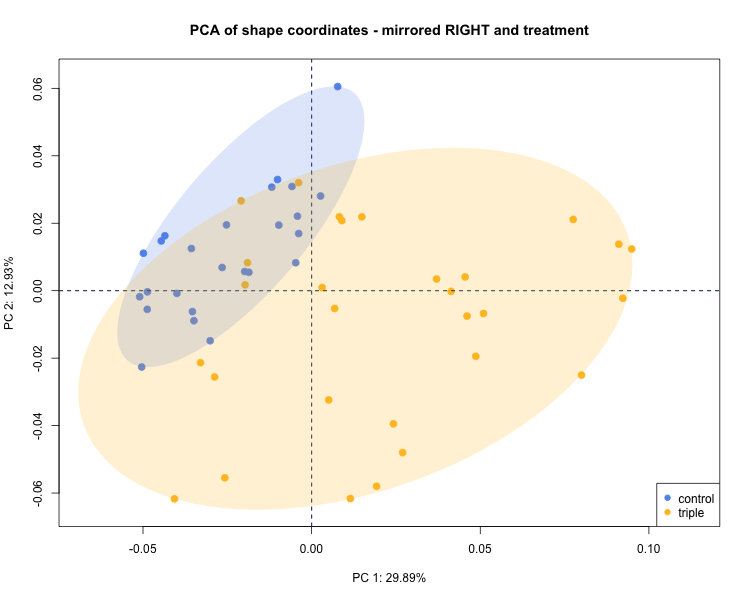 PCA of shape coordinates - mirrored RIGHT and treatment
PC 2: 12.93%
0.06
0.04
0.02
0.00
-0.02
-0.04
-0.06
-0.05
0.00
0.05
0.10
PC 1: 29.89%
control
triple